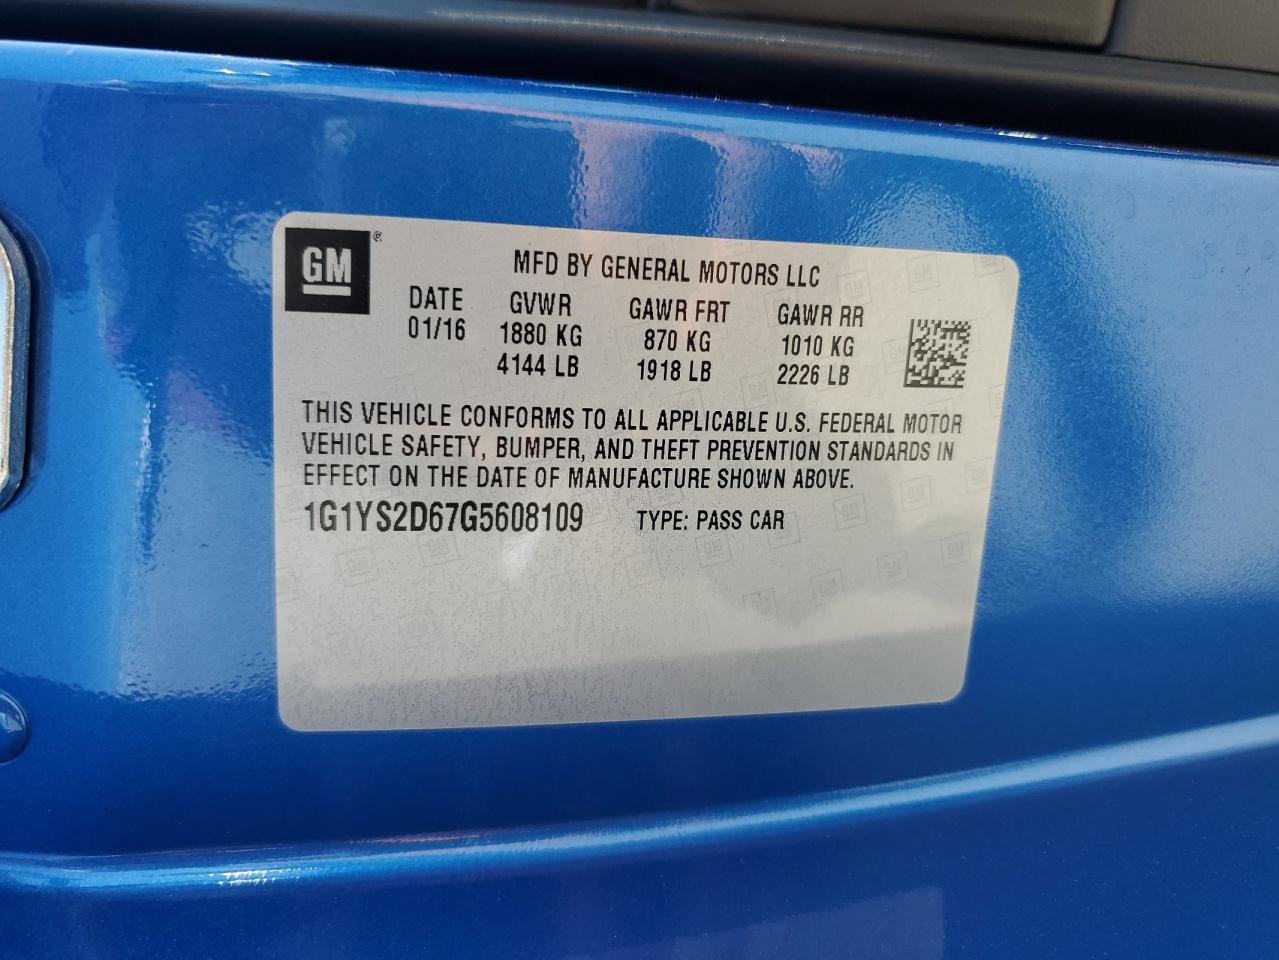 GM®
MFD BY GENERAL MOTORS LLC
DATE GVWR GAWR FRT GAWR RR
01/16 1880 KG 870 KG 1010 KG
4144 LB 1918 LB 2226 LB
THIS VEHICLE CONFORMS TO ALL APPLICABLE U.S. FEDERAL MOTOR
VEHICLE SAFETY, BUMPER, AND THEFT PREVENTION STANDARDS IN
EFFECT ON THE DATE OF MANUFACTURE SHOWN ABOVE.
1G1YS2D67G5608109 TYPE: PASS CAR